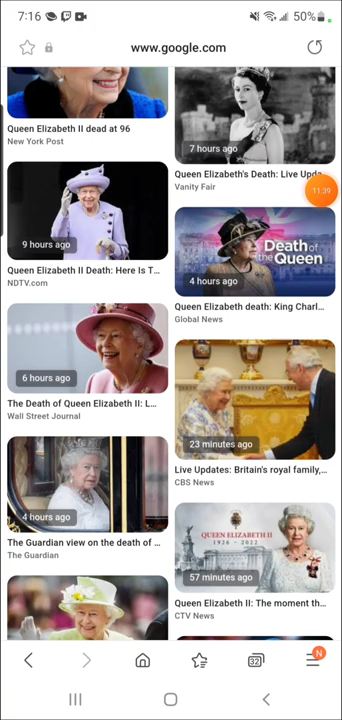 7:16
50%
www.google.com
Queen Elizabeth II dead at 96
New York Post
7 hours ago
Queen Elizabeth's Death: Live Upda...
Vanity Fair
11:39
9 hours ago
Queen Elizabeth II Death: Here Is T...
NDTV.com
Death of
the Queen
4 hours ago
Queen Elizabeth death: King Charl...
Global News
6 hours ago
The Death of Queen Elizabeth II: L...
Wall Street Journal
23 minutes ago
Live Updates: Britain's royal family,...
CBS News
4 hours ago
The Guardian view on the death of ...
The Guardian
QUEEN ELIZABETH II
1926 - 2022
57 minutes ago
Queen Elizabeth II: The moment th...
CTV News
32
N